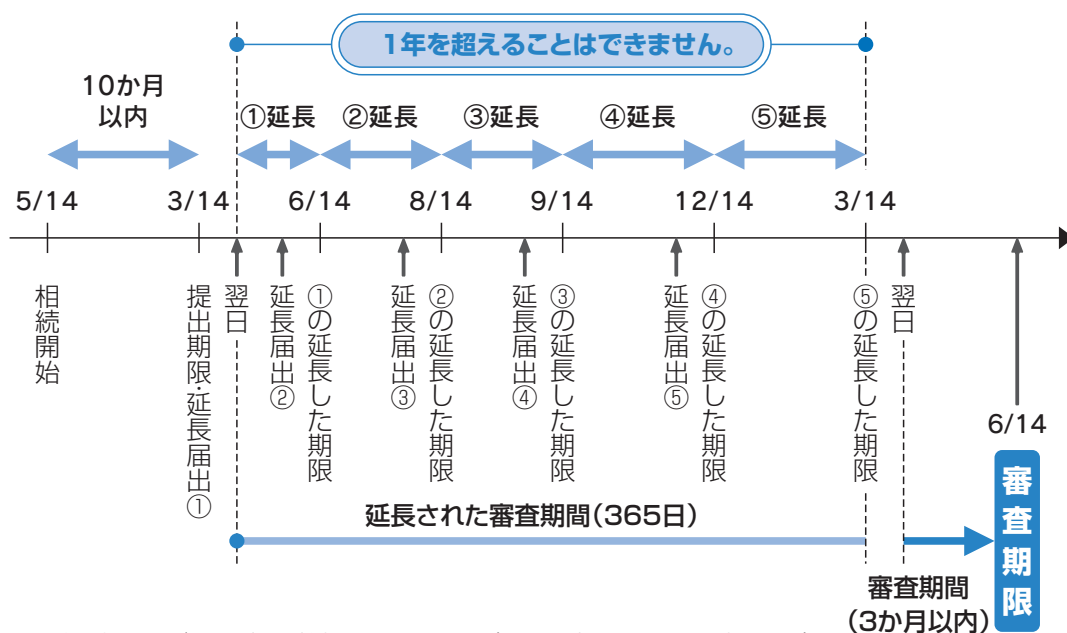 1年を超えることはできません。
10か月
以内
①延長
②延長
③延長
④延長
⑤延長
5/14
3/14
6/14
8/14
9/14
12/14
3/14
相続開始
提出期限・延長届出①
翌日
延長届出②
①の延長した期限
延長届出③
②の延長した期限
延長届出④
③の延長した期限
延長届出⑤
④の延長した期限
⑤の延長した期限
翌日
6/14
審査期限
延長された審査期間(365日)
審査期間
(3か月以内)